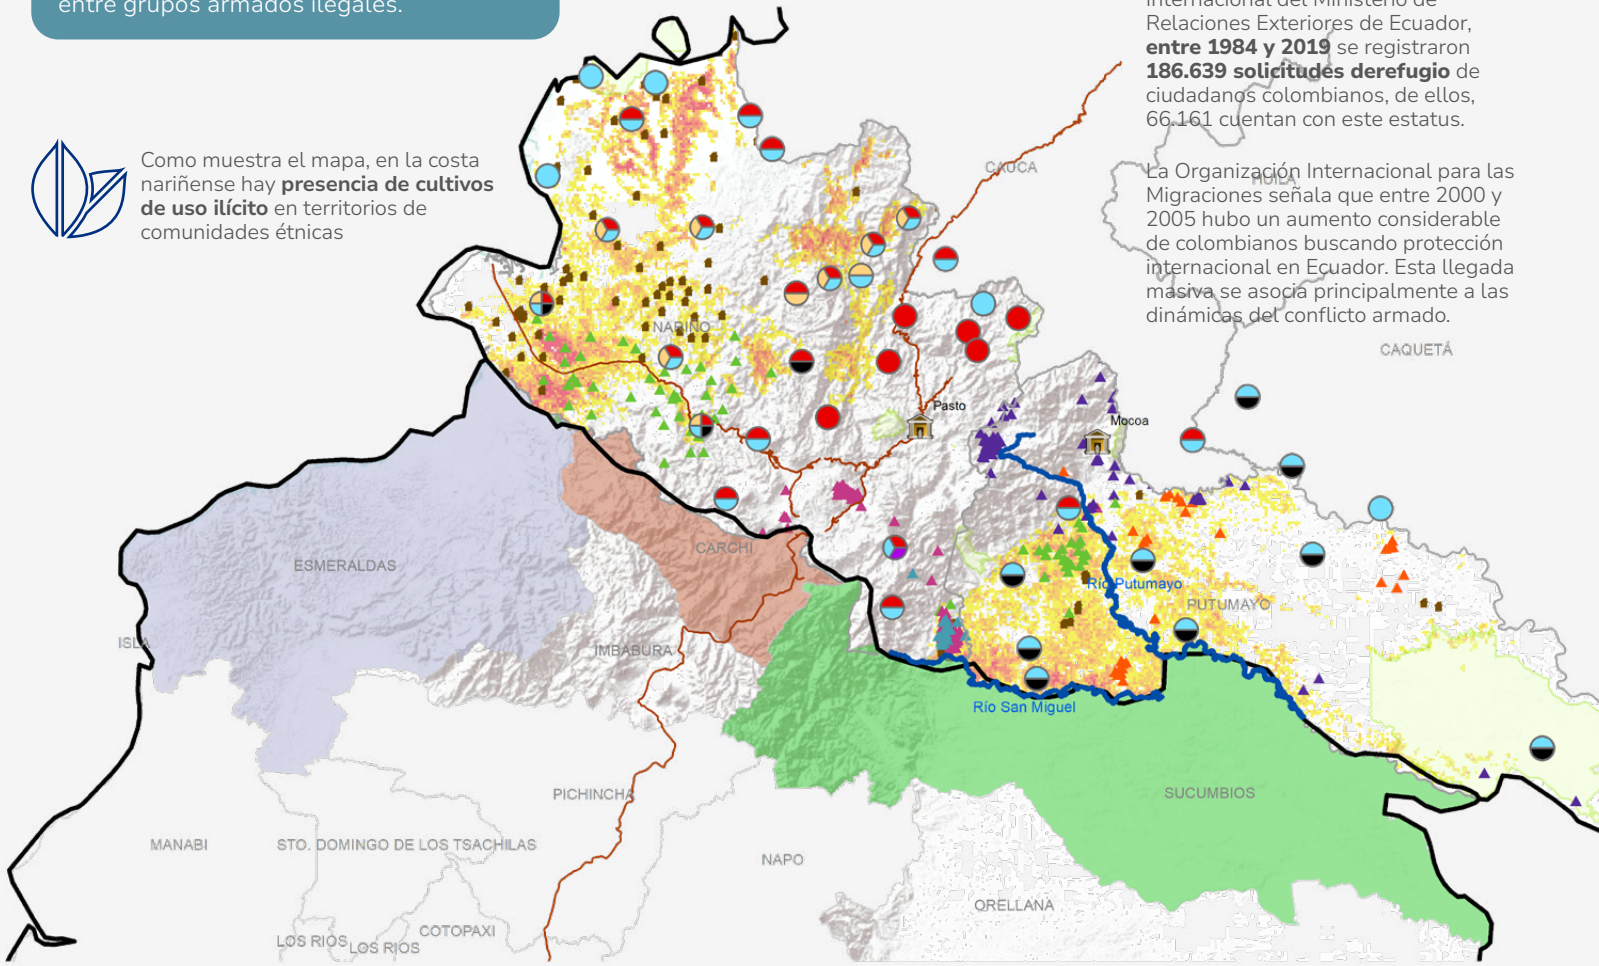 entre grupos armados ilegales.
Como muestra el mapa, en la costa
nariñense hay presencia de cultivos
de uso ilícito en territorios de
comunidades étnicas
Internacional del Ministerio de
Relaciones Exteriores de Ecuador,
entre 1984 y 2019 se registraron
186.639 solicitudes derefugio de
ciudadanos colombianos, de ellos,
66.161 cuentan con este estatus.
La Organización Internacional para las
Migraciones señala que entre 2000 y
2005 hubo un aumento considerable
de colombianos buscando protección
internacional en Ecuador. Esta llegada
masiva se asocia principalmente a las
dinámicas del conflicto armado.
CAUCA
HUILA
NARIÑO
CAQUETÁ
Pasto
Mocoa
CARCHI
ESMERALDAS
Río Putumayo
PUTUMAYO
ISLA
IMBABURA
Río San Miguel
PICHINCHA
SUCUMBIOS
MANABI
STO. DOMINGO DE LOS TSACHILAS
NAPO
ORELLANA
COTOPAXI
LOS RIOS
LOS RIOS